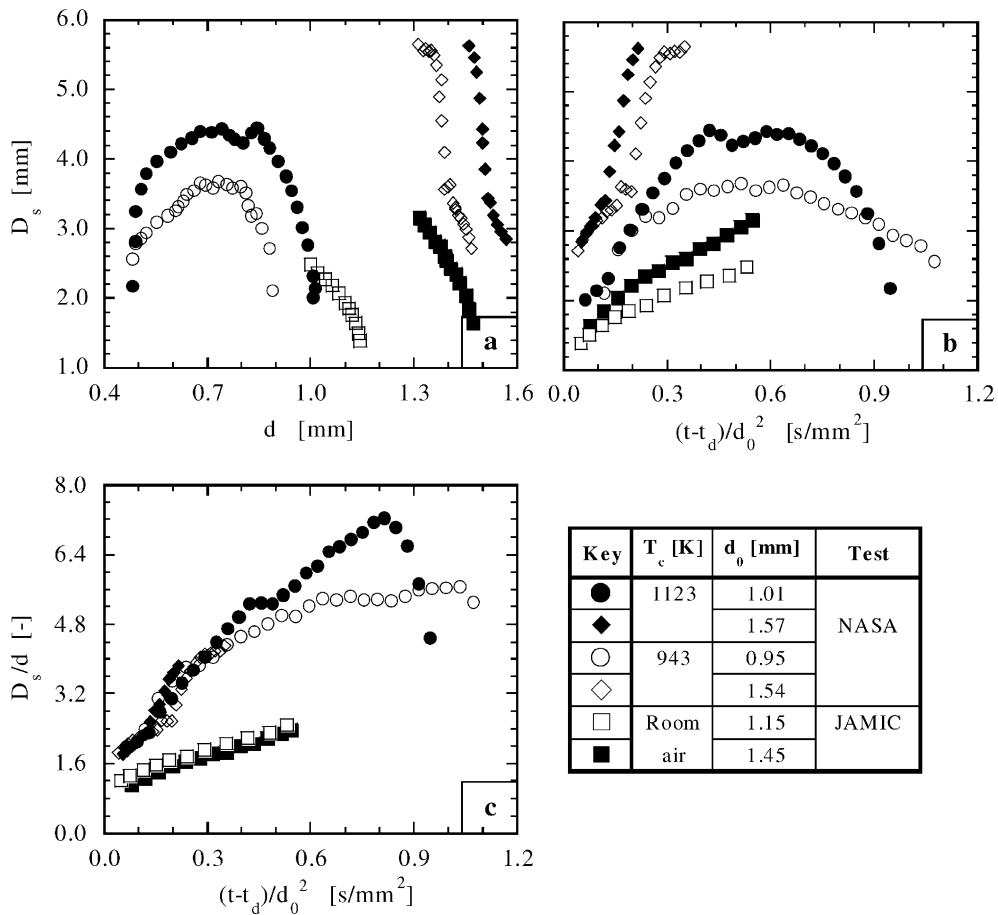 6.0
5.0
4.0
3.0
2.0
1.0
D_s [mm]
0.4 0.7 1.0 1.3 1.6
d [mm]
a
0.0 0.3 0.6 0.9 1.2
(t-t_d)/d_0^2 [s/mm^2]
b
8.0
6.4
4.8
3.2
1.6
0.0
D_s/d [-]
0.0 0.3 0.6 0.9 1.2
(t-t_d)/d_0^2 [s/mm^2]
c
Key T_c [K] d_0 [mm] Test
1123 1.01
1.57 NASA
943 0.95
1.54
Room 1.15 JAMIC
air 1.45